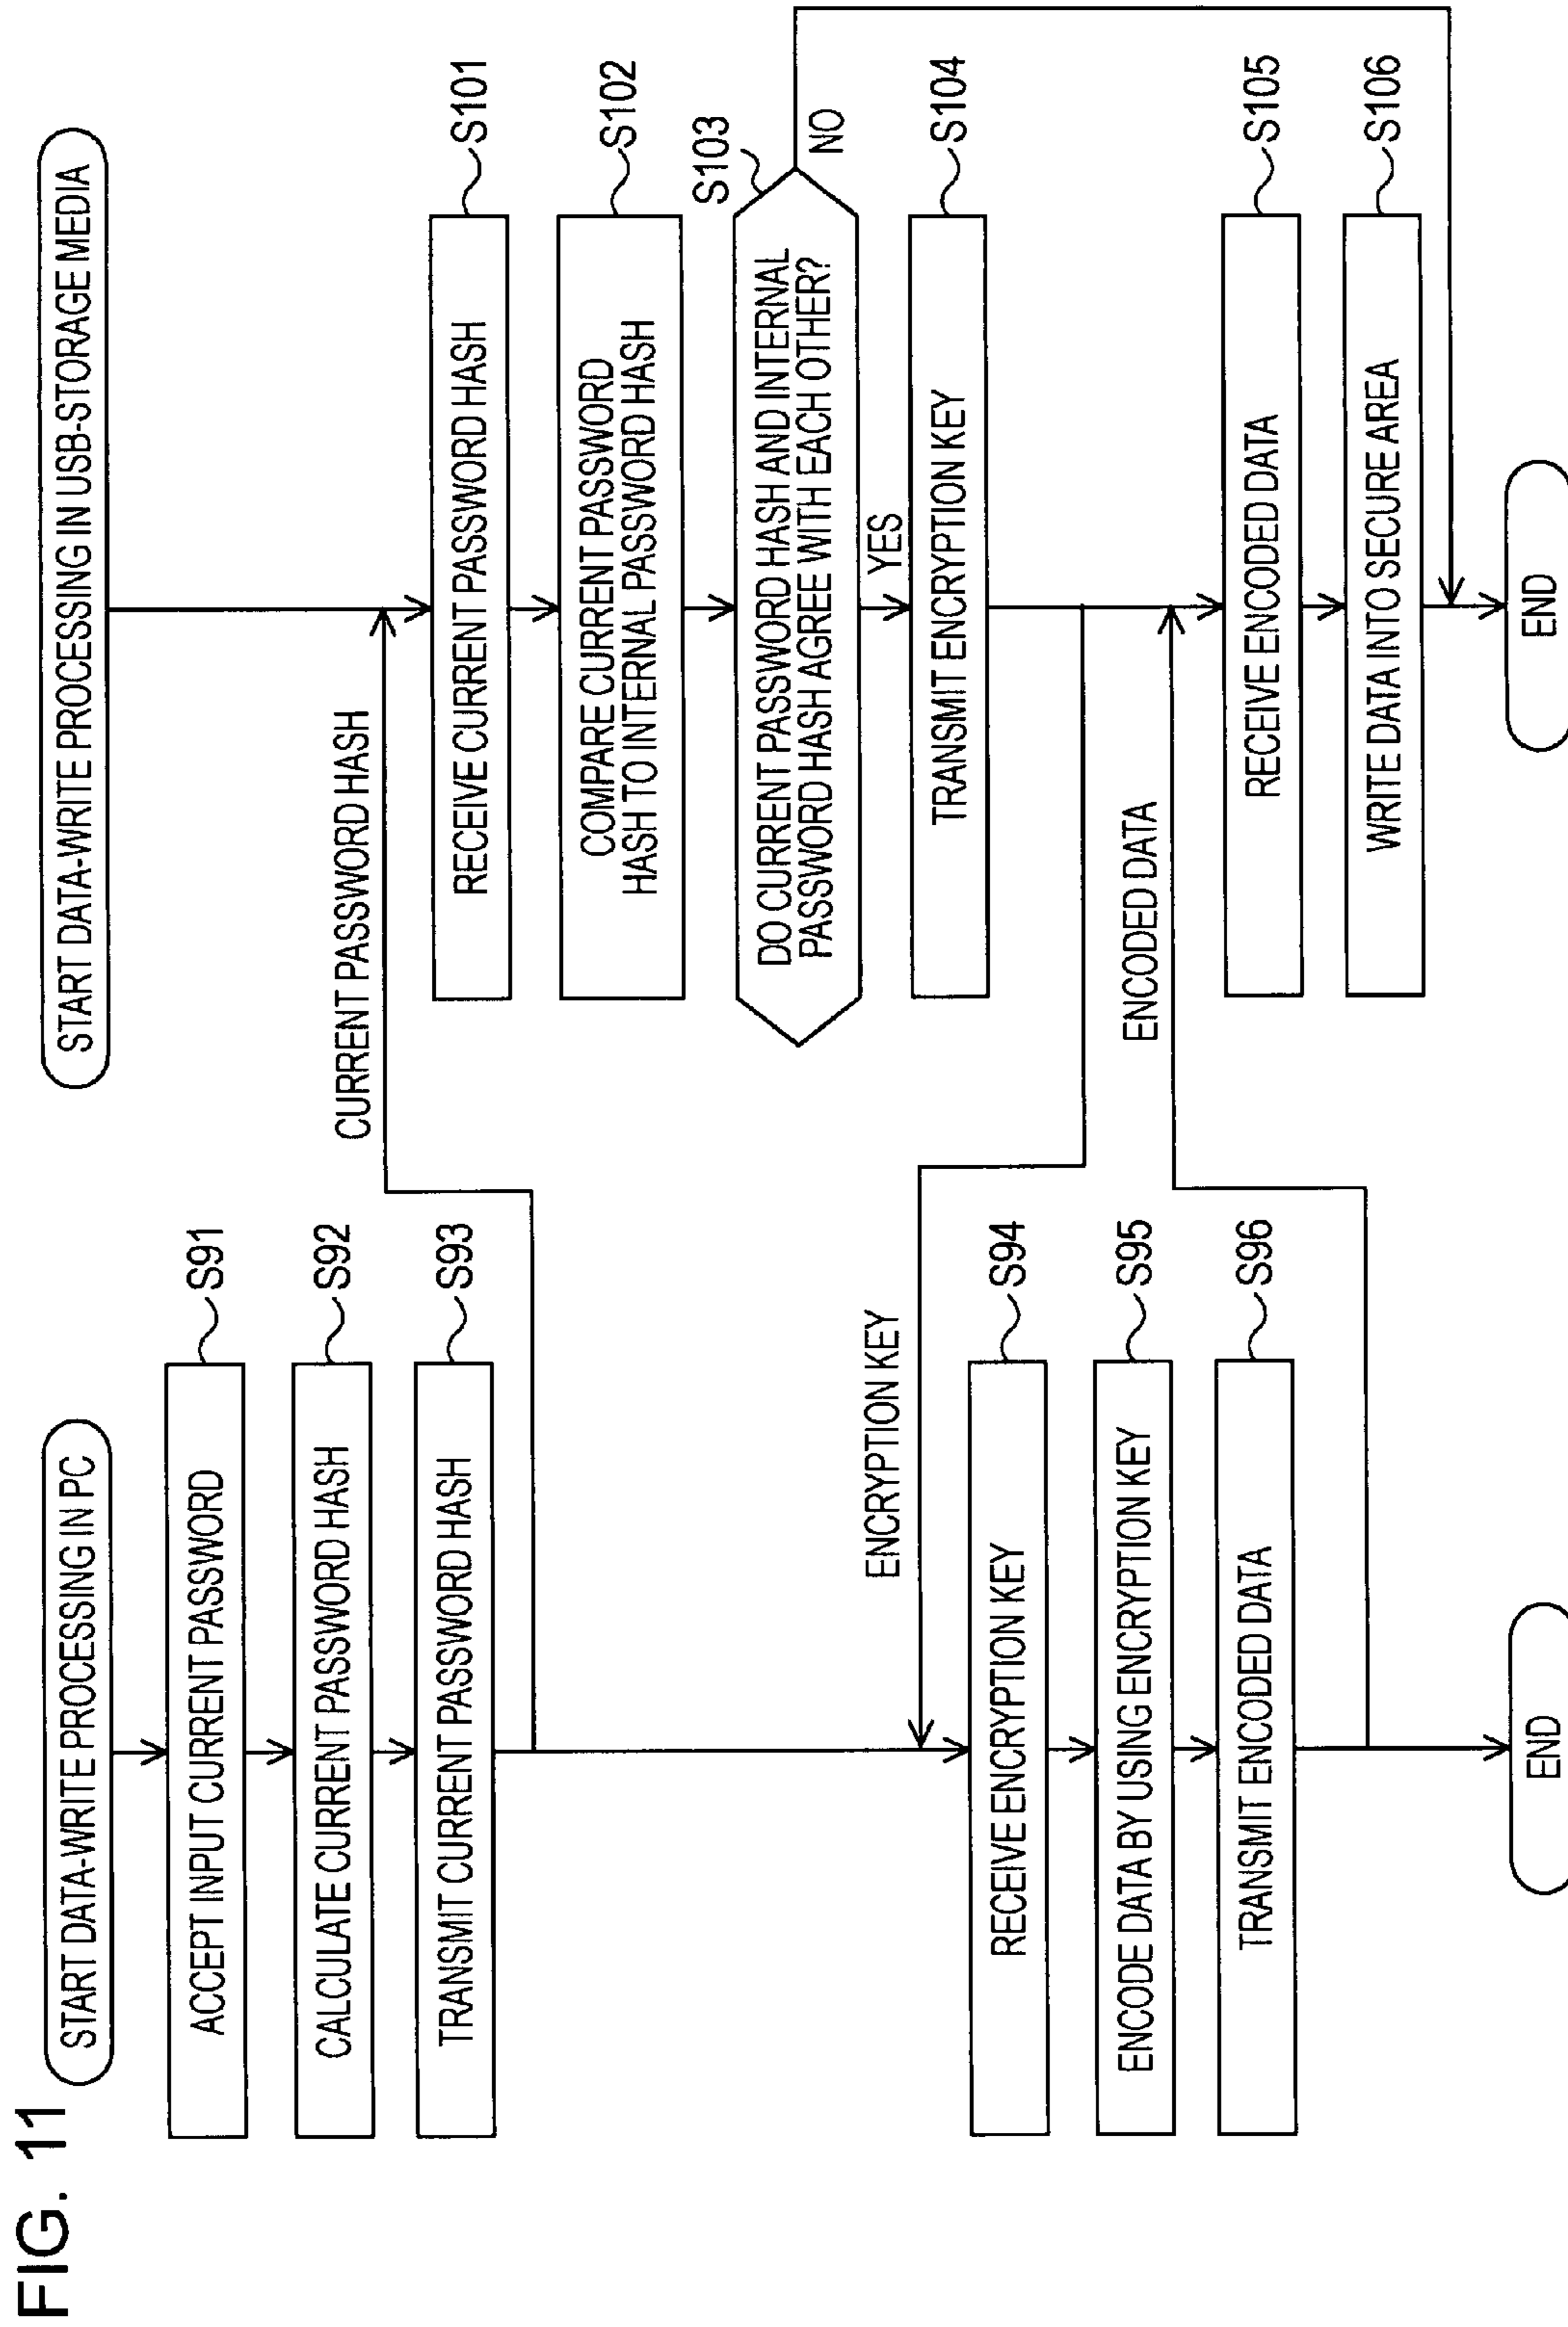 FIG. 11
START DATA-WRITE PROCESSING IN PC
ACCEPT INPUT CURRENT PASSWORD
S91
CALCULATE CURRENT PASSWORD HASH
S92
TRANSMIT CURRENT PASSWORD HASH
S93
CURRENT PASSWORD HASH
ENCRYPTION KEY
RECEIVE ENCRYPTION KEY
S94
ENCODE DATA BY USING ENCRYPTION KEY
S95
TRANSMIT ENCODED DATA
S96
ENCODED DATA
END
START DATA-WRITE PROCESSING IN USB-STORAGE MEDIA
RECEIVE CURRENT PASSWORD HASH
S101
COMPARE CURRENT PASSWORD
HASH TO INTERNAL PASSWORD HASH
S102
DO CURRENT PASSWORD HASH AND INTERNAL
PASSWORD HASH AGREE WITH EACH OTHER?
S103
NO
YES
TRANSMIT ENCRYPTION KEY
S104
RECEIVE ENCODED DATA
S105
WRITE DATA INTO SECURE AREA
S106
END